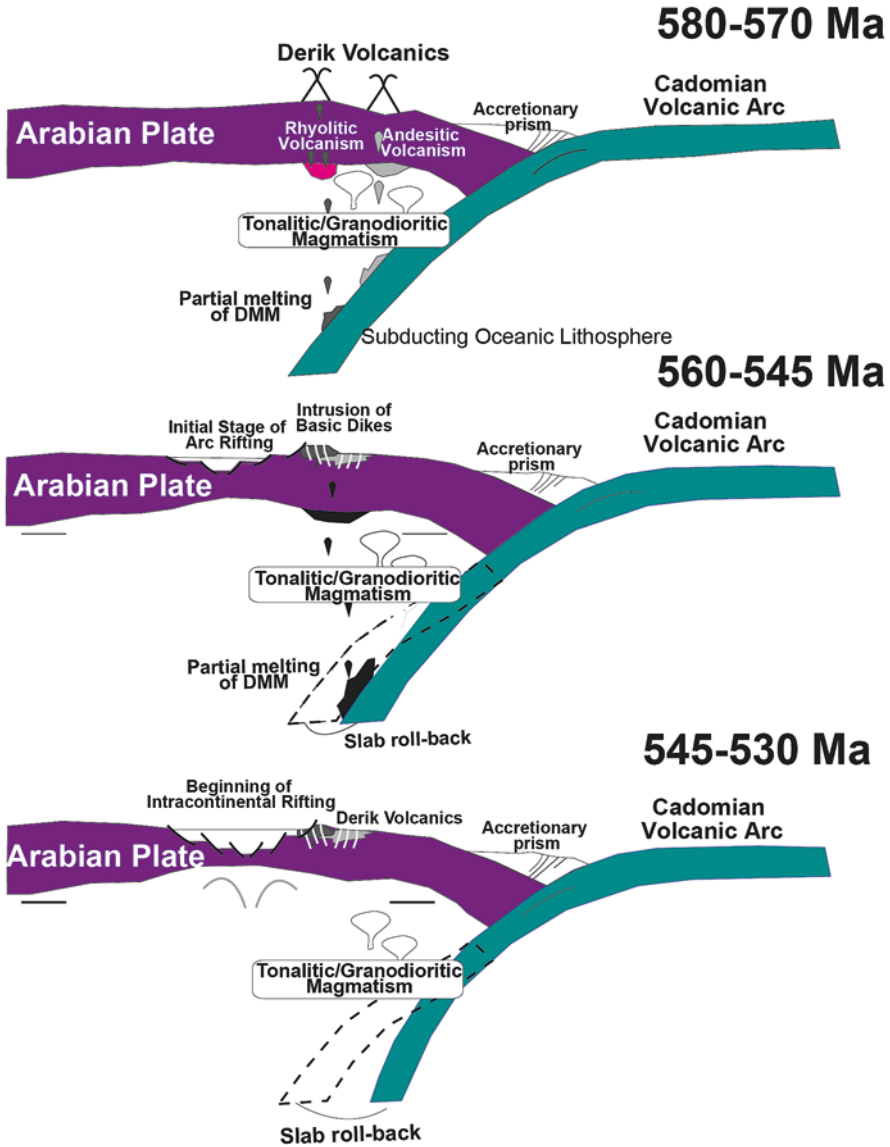 580-570 Ma
Derik Volcanics
Cadomian
Volcanic Arc
Accretionary
prism
Arabian Plate
Rhyolitic
Volcanism
Andesitic
Volcanism
Tonalitic/Granodioritic
Magmatism
Partial melting
of DMM
Subducting Oceanic Lithosphere
560-545 Ma
Intrusion of
Basic Dikes
Initial Stage of
Arc Rifting
Cadomian
Volcanic Arc
Accretionary
prism
Arabian Plate
Tonalitic/Granodioritic
Magmatism
Partial melting
of DMM
Slab roll-back
545-530 Ma
Beginning of
Intracontinental Rifting
Derik Volcanics
Cadomian
Volcanic Arc
Accretionary
prism
Arabian Plate
Tonalitic/Granodioritic
Magmatism
Slab roll-back